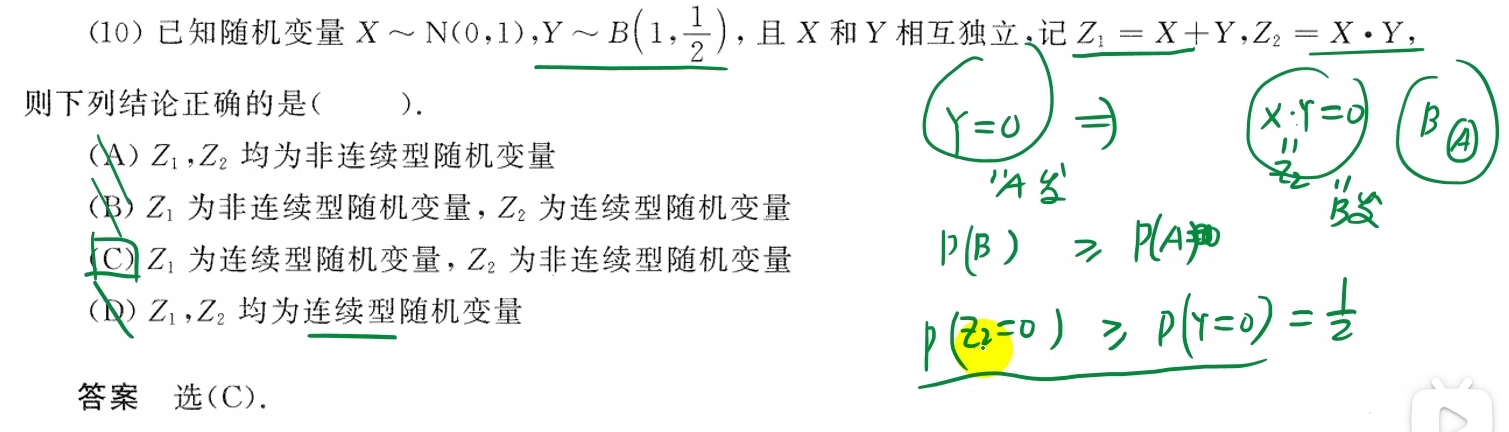 (10) 已知随机变量 X ~ N(0,1),Y ~ B(1,1/2), 且 X 和 Y 相互独立,记 Z₁ = X+Y,Z₂ = X·Y,
则下列结论正确的是(      ).
(A) Z₁,Z₂ 均为非连续型随机变量
(B) Z₁ 为非连续型随机变量, Z₂ 为连续型随机变量
(C) Z₁ 为连续型随机变量, Z₂ 为非连续型随机变量
(D) Z₁,Z₂ 均为连续型随机变量
答案 选(C).
Y=0 ⇒ X·Y=0 B A
"A发" Z₂ "B发
P(B) ≥ P(A)
P(Z₂=0) ≥ P(Y=0) = 1/2